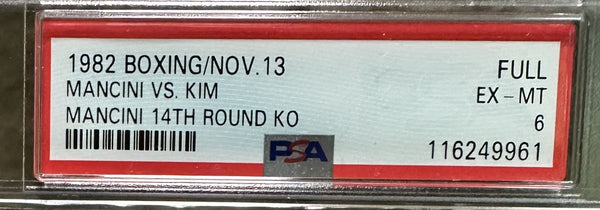 1982 BOXING/NOV.13 FULL
MANCINI VS. KIM EX-MT
MANCINI 14TH ROUND KO 6
PSA 116249961